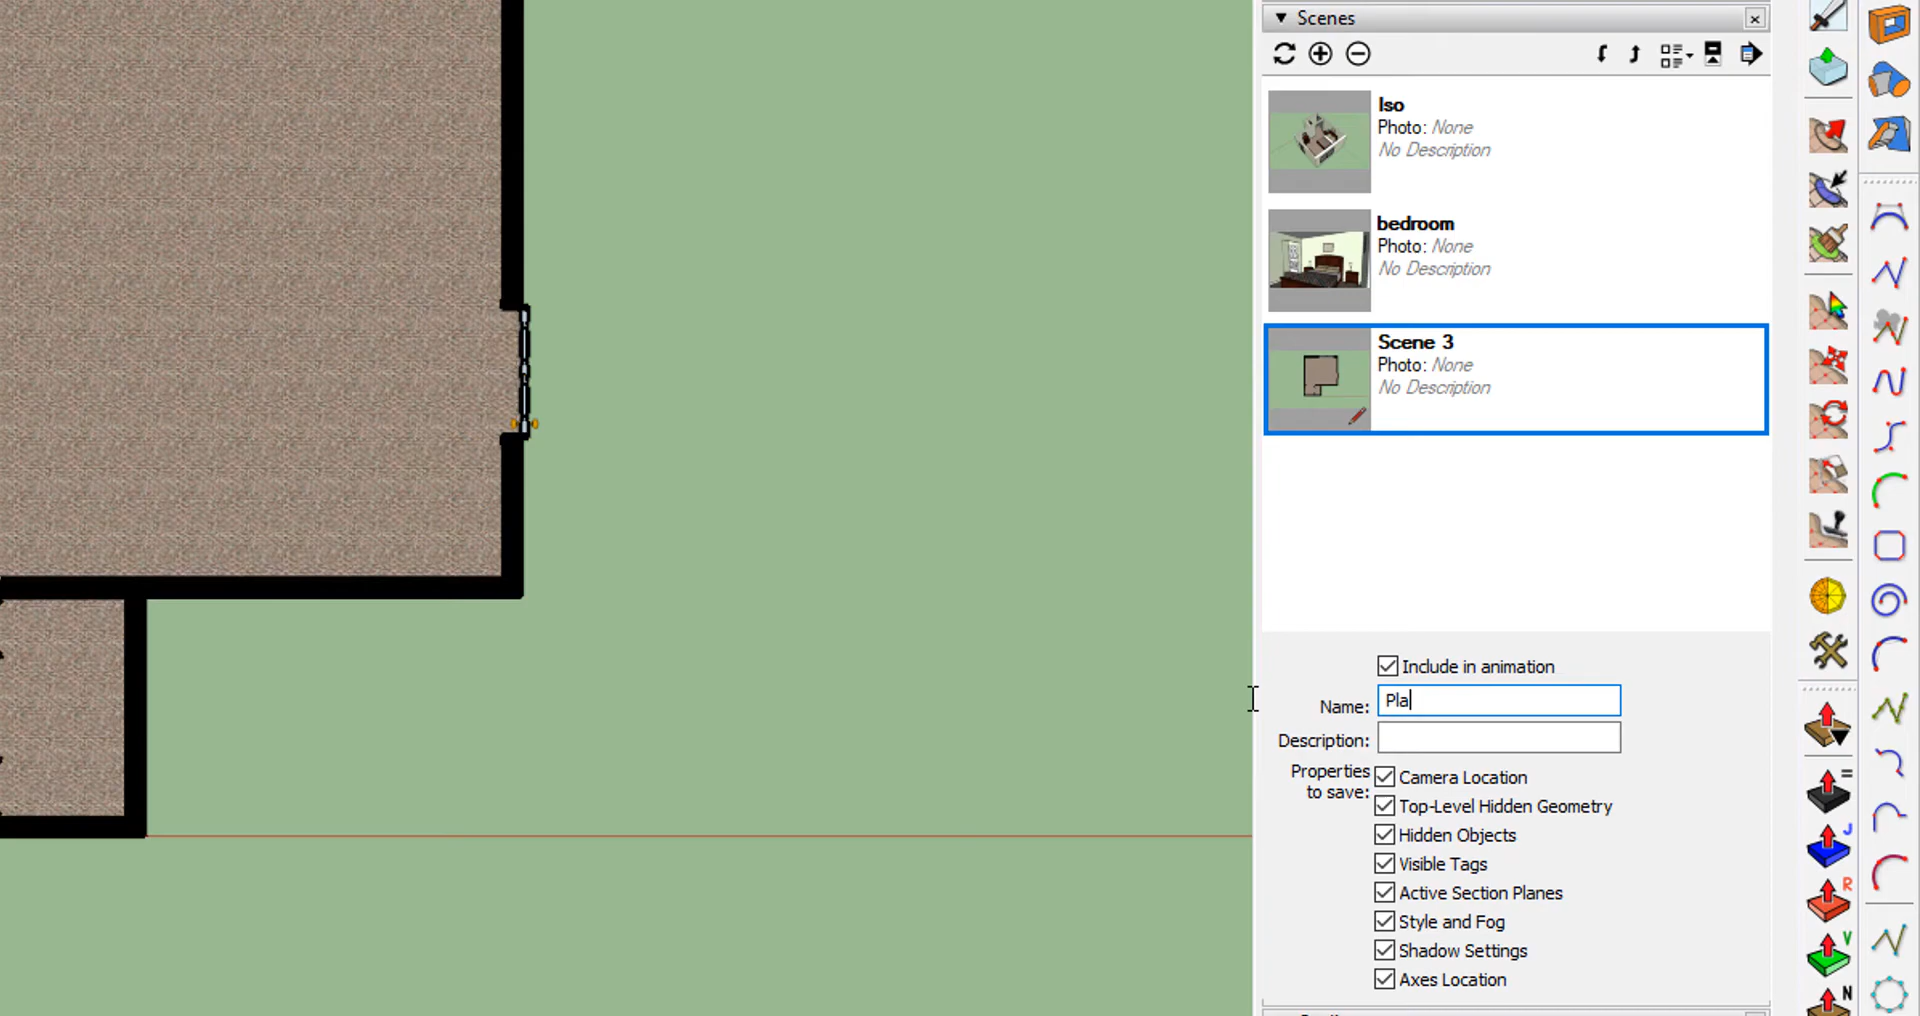 Scenes
Iso
Photo: None
No Description
bedroom
Photo: None
No Description
Scene 3
Photo: None
No Description
Include in animation
Name: Pla
Description:
Properties
to save:
Camera Location
Top-Level Hidden Geometry
Hidden Objects
Visible Tags
Active Section Planes
Style and Fog
Shadow Settings
Axes Location
=
J
R
V
N